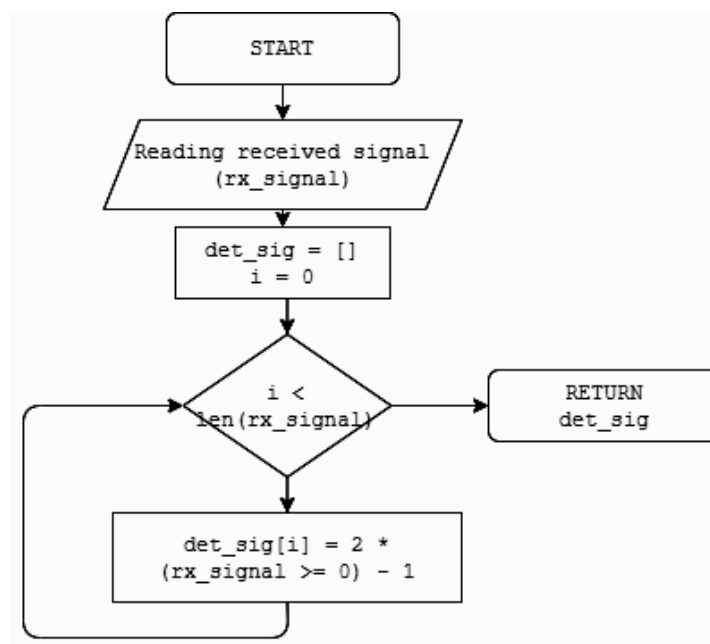 START
Reading received signal
(rx_signal)
det_sig = []
i = 0
i <
len(rx_signal)
RETURN
det_sig
det_sig[i] = 2 *
(rx_signal >= 0) - 1